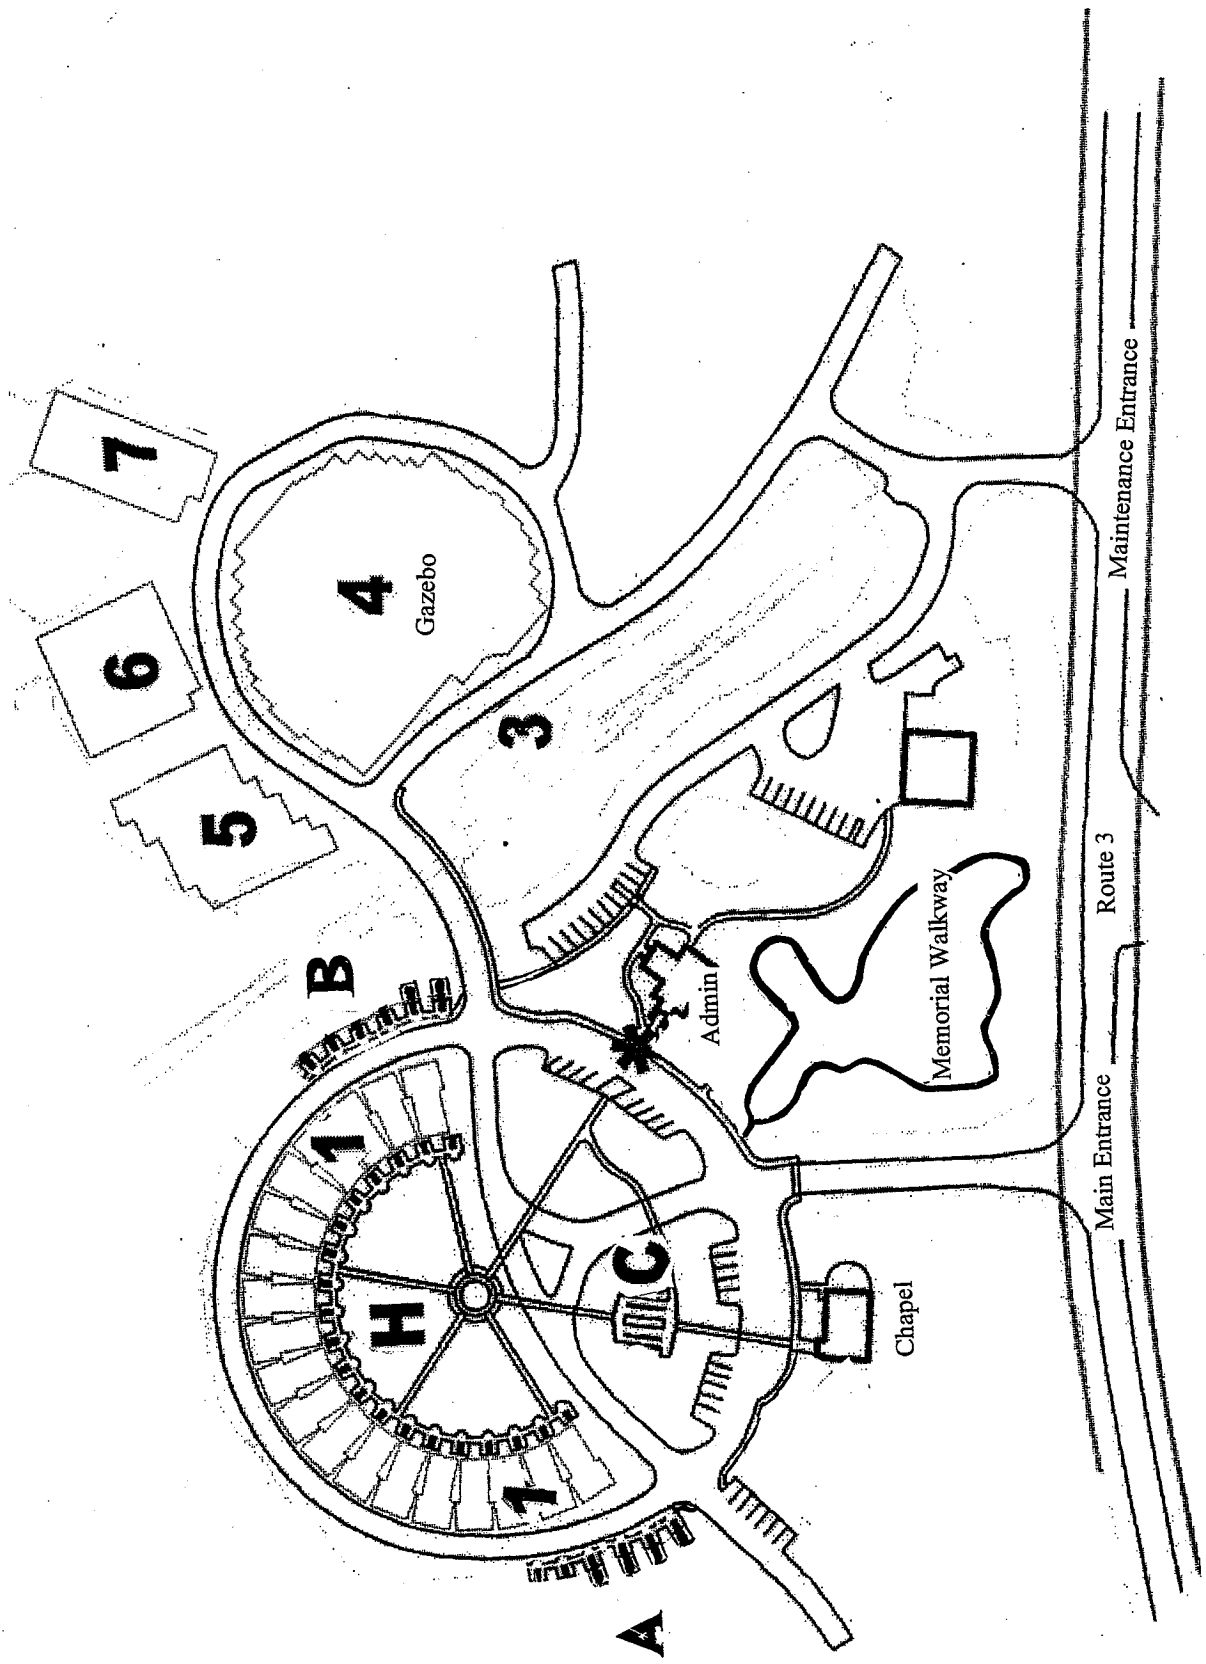 7
6
5
4
Gazebo
3
B
1
H
C
1
A
Admin
Memorial Walkway
Chapel
Maintenance Entrance
Route 3
Main Entrance